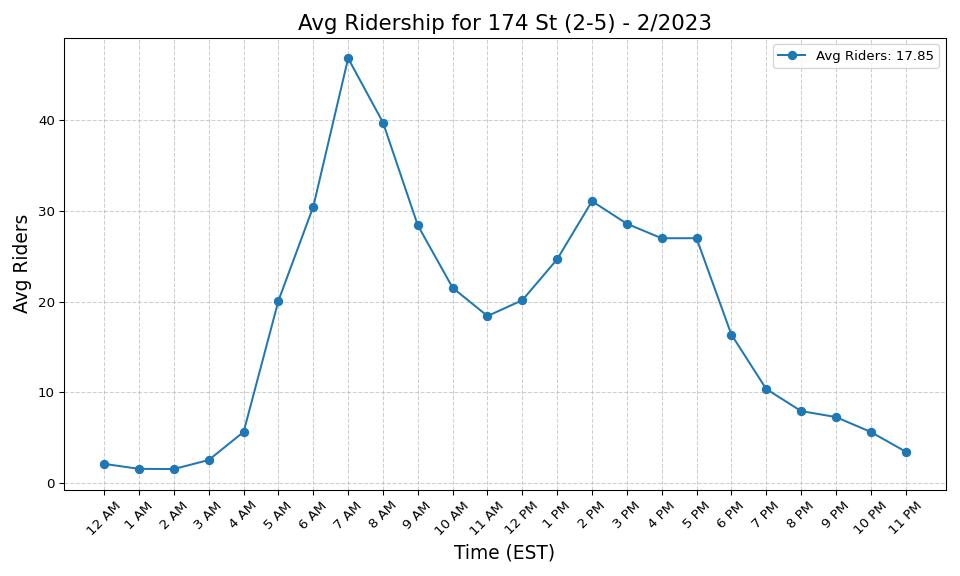 Avg Ridership for 174 St (2-5) - 2/2023
Avg Riders: 17.85
Avg Riders
40
30
20
10
0
12 AM
1 AM
2 AM
3 AM
4 AM
5 AM
6 AM
7 AM
8 AM
9 AM
10 AM
11 AM
12 PM
1 PM
2 PM
3 PM
4 PM
5 PM
6 PM
7 PM
8 PM
9 PM
10 PM
11 PM
Time (EST)